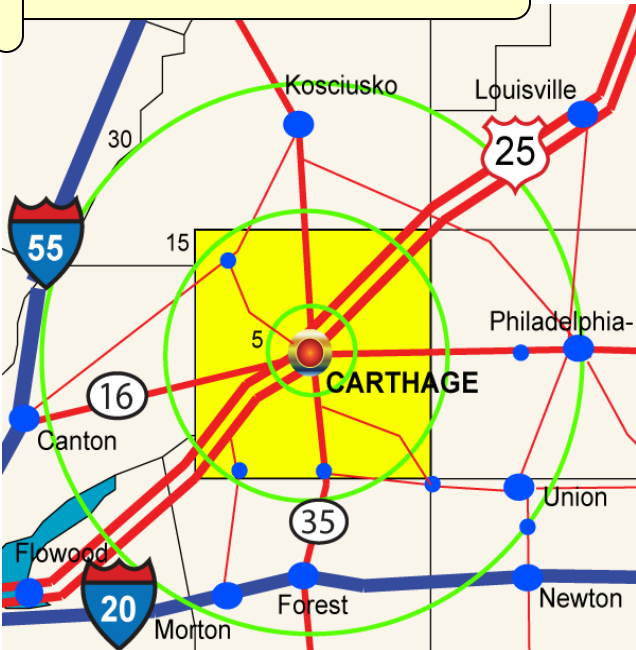 Kosciusko
Louisville
25
30
55
15
5
Philadelphia-
CARTHAGE
16
Canton
35
Union
Flowood
20
Forest
Morton
Newton